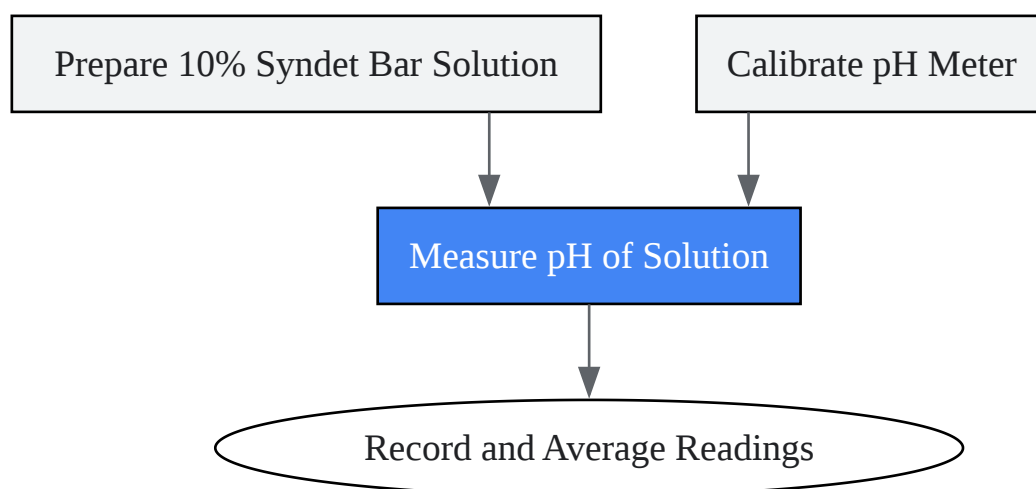 Prepare 10% Syndet Bar Solution
Calibrate pH Meter
Measure pH of Solution
Record and Average Readings